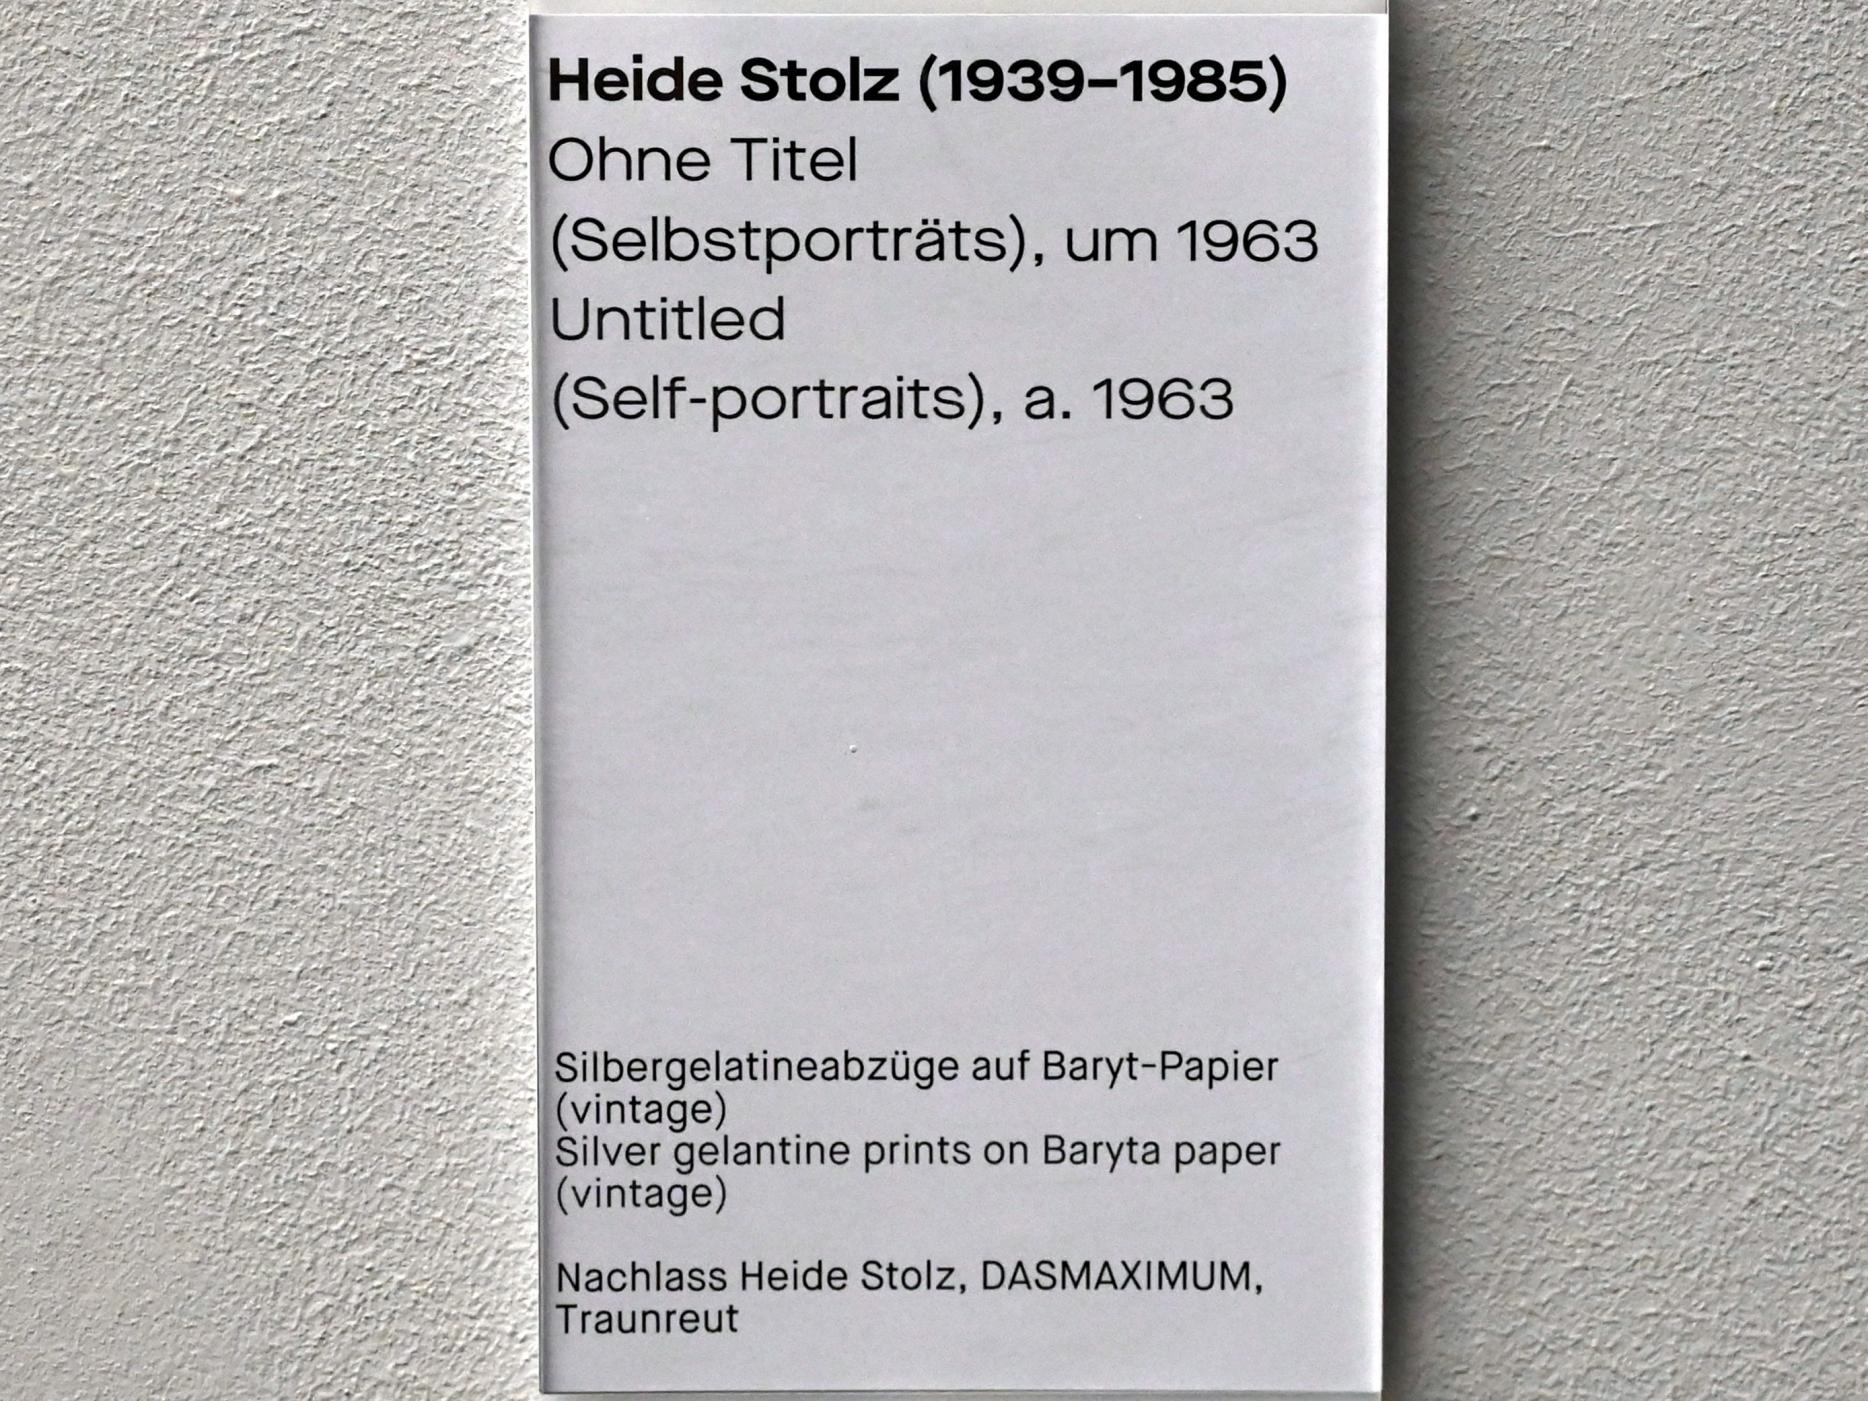 Heide Stolz (1939–1985)
Ohne Titel
(Selbstporträts), um 1963
Untitled
(Self-portraits), a. 1963
Silbergelatineabzüge auf Baryt-Papier
(vintage)
Silver gelantine prints on Baryta paper
(vintage)
Nachlass Heide Stolz, DASMAXIMUM,
Traunreut